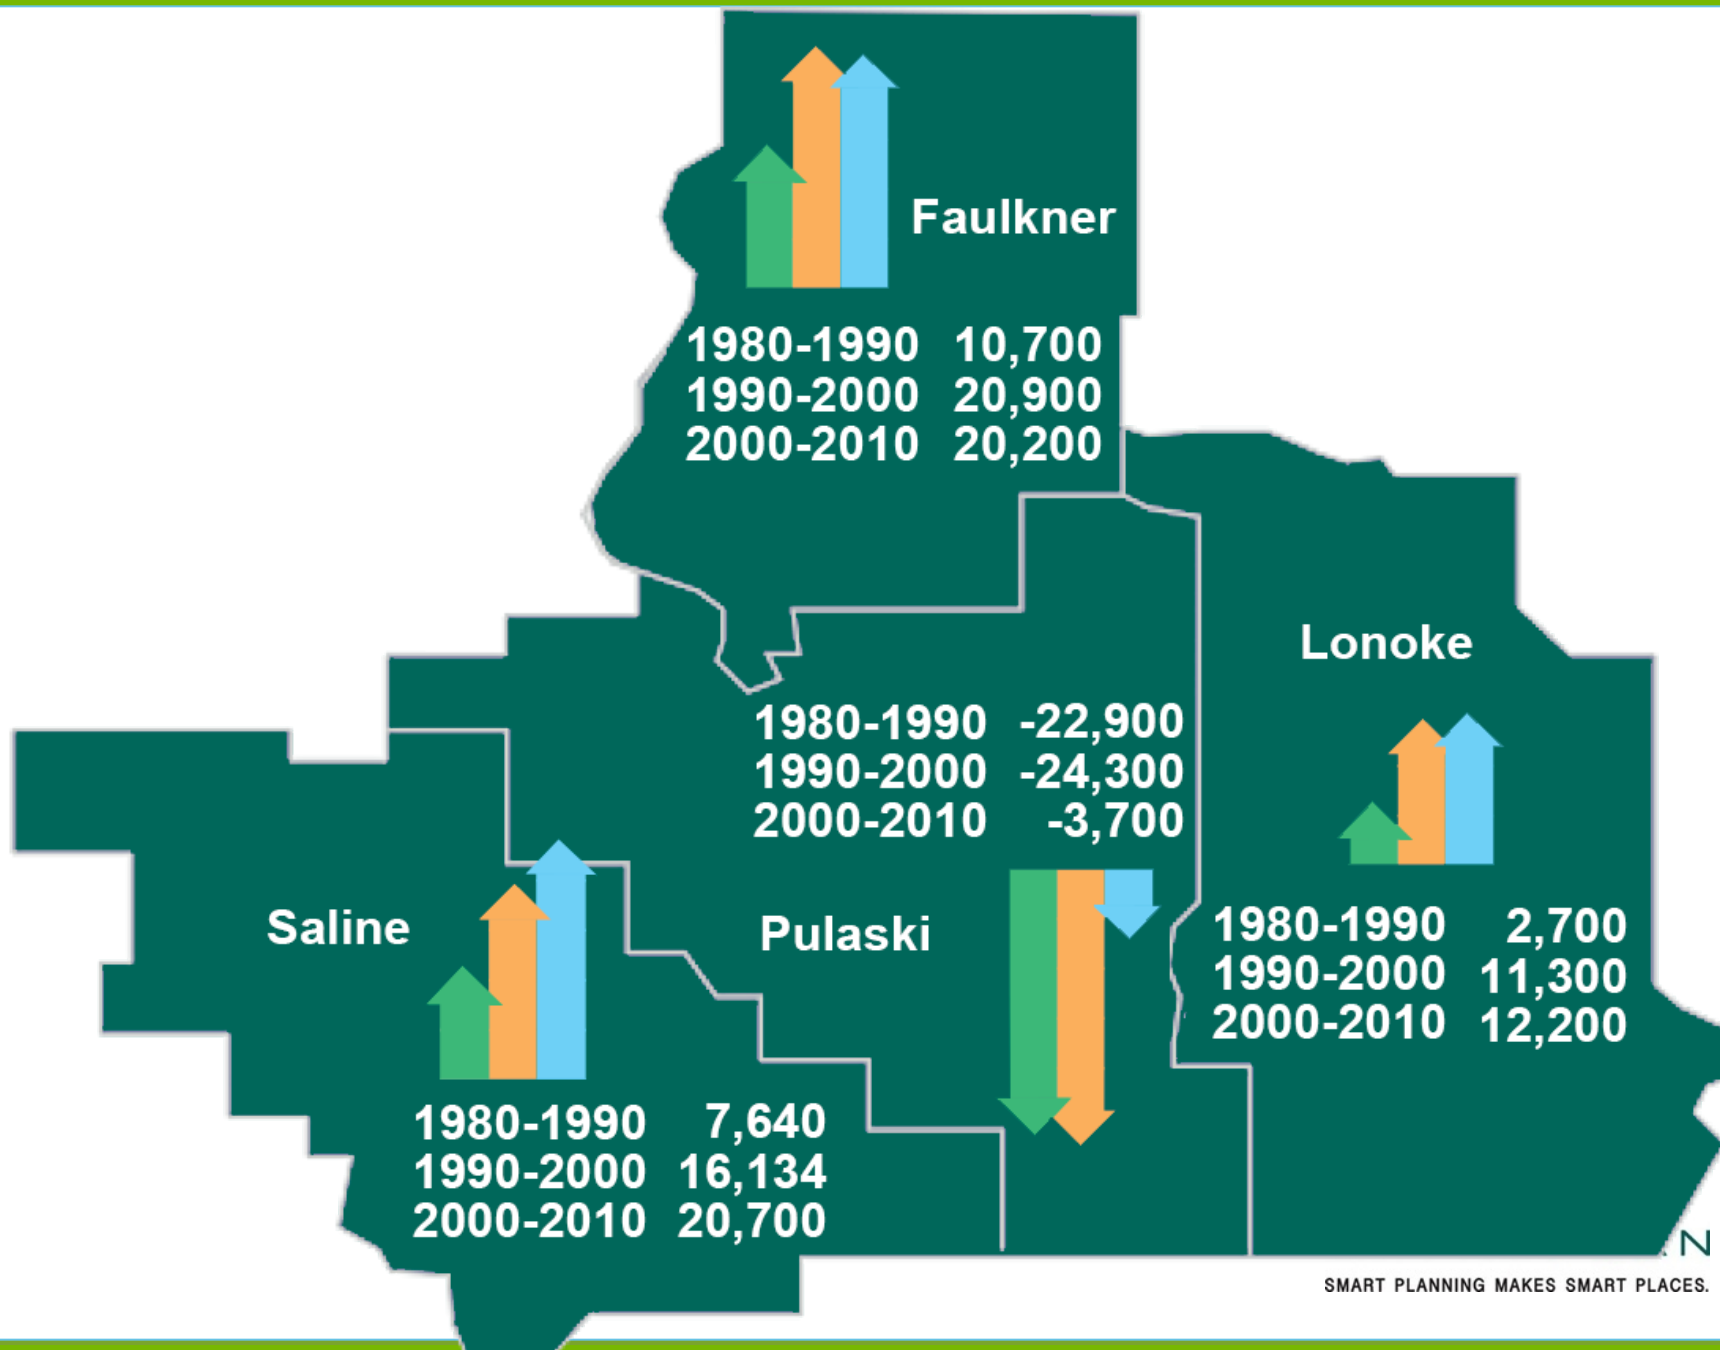 Faulkner
1980-1990 10,700
1990-2000 20,900
2000-2010 20,200
Lonoke
1980-1990 -22,900
1990-2000 -24,300
2000-2010 -3,700
Saline
Pulaski
1980-1990 2,700
1990-2000 11,300
2000-2010 12,200
1980-1990 7,640
1990-2000 16,134
2000-2010 20,700
N
SMART PLANNING MAKES SMART PLACES.